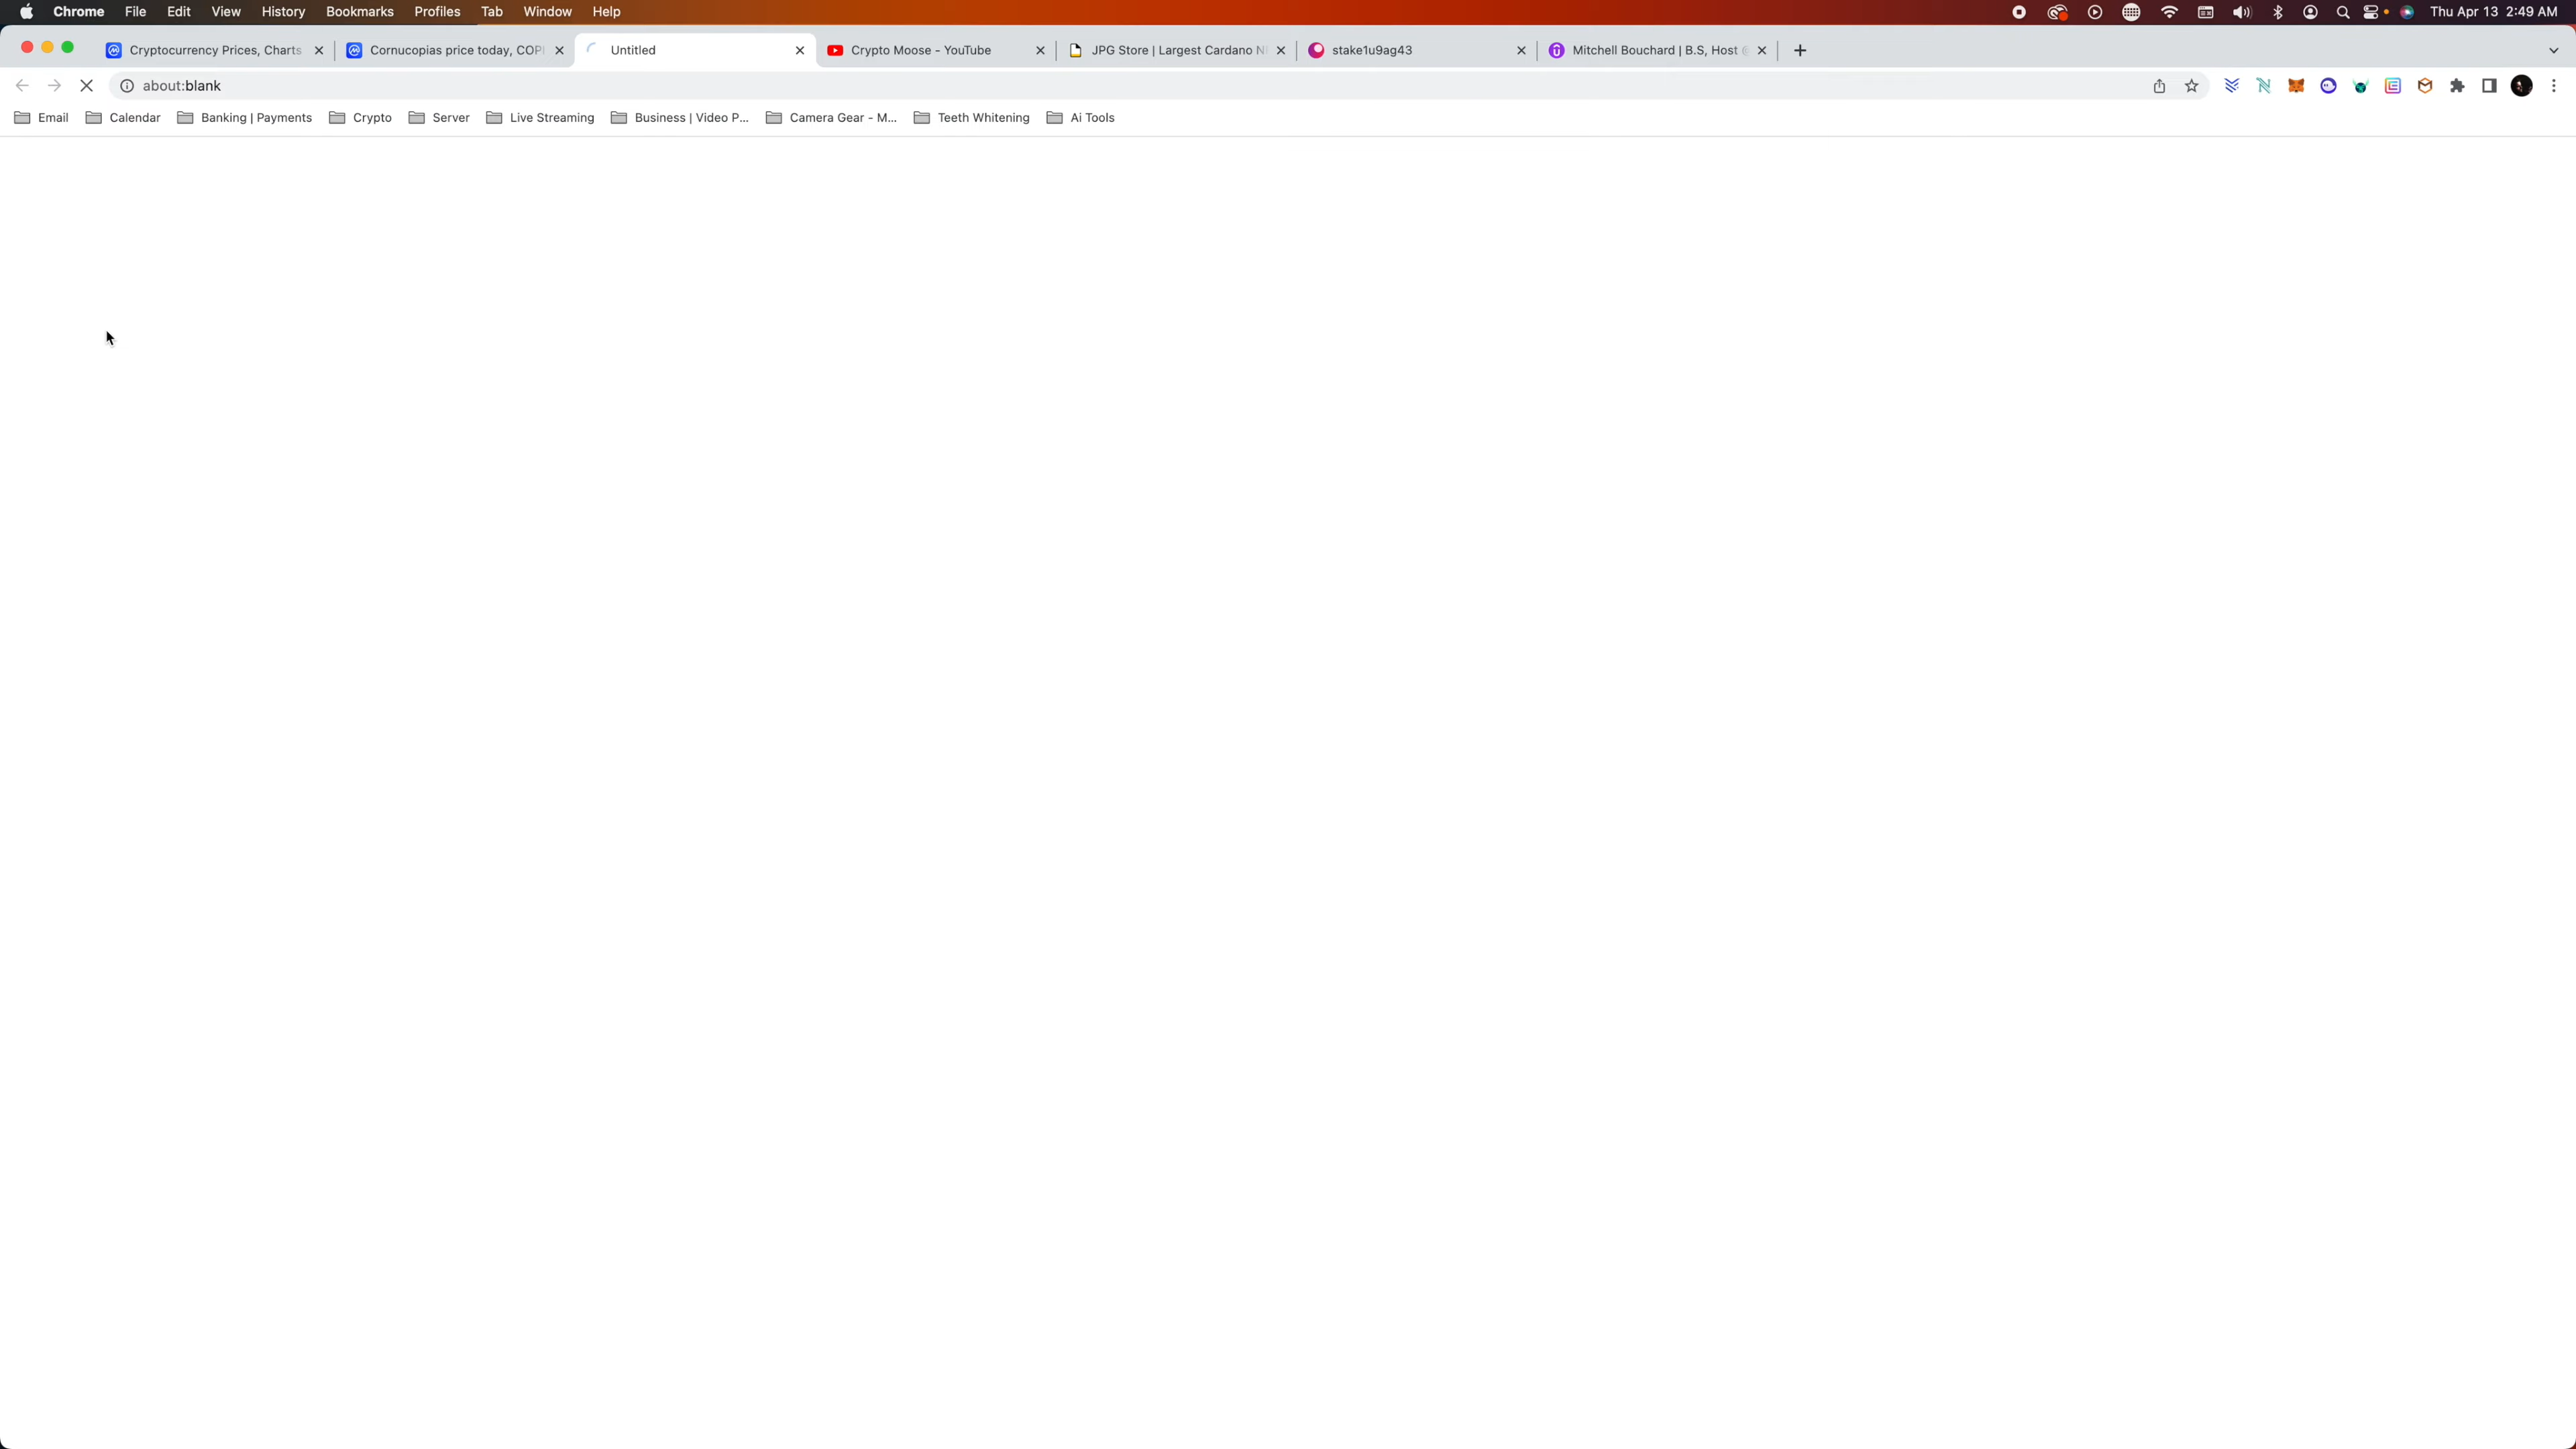 Chrome File Edit View History Bookmarks Profiles Tab Window Help Thu Apr 13 2:49 AM
Cryptocurrency Prices, Charts Cornucopias price today, COPI Untitled Crypto Moose - YouTube JPG Store | Largest Cardano N stake1u9ag43 Mitchell Bouchard | B.S, Host
about:blank
Email Calendar Banking | Payments Crypto Server Live Streaming Business | Video P... Camera Gear - M... Teeth Whitening Ai Tools